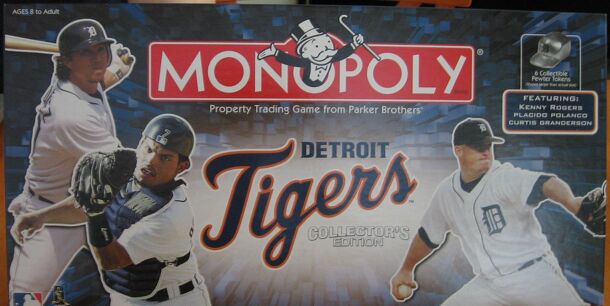 AGES 8 to Adult
MONOPOLY®
Property Trading Game from Parker Brothers®
6 Collectible
Pewter Tokens
FEATURING:
KENNY ROGERS
PLACIDO POLANCO
CURTIS GRANDERSON
DETROIT
Tigers™
COLLECTOR'S
EDITION